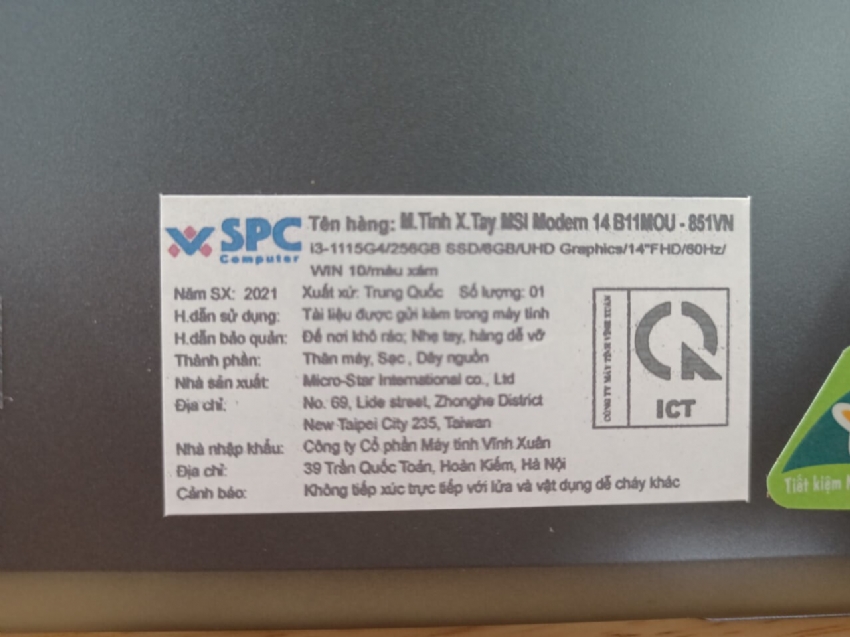 SPC
Computer
Tên hàng: M.Tính X.Tay MSI Modern 14 B11MOU - 851VN
i3-1115G4/256GB SSD/8GB/UHD Graphics/14"FHD/60Hz/
WIN 10/màu xám
Năm SX: 2021 Xuất xứ: Trung Quốc Số lượng: 01
H.dẫn sử dụng: Tài liệu được gửi kèm trong máy tính
H.dẫn bảo quản: Để nơi khô ráo; Nhẹ tay, hàng dễ vỡ
Thành phần: Thân máy, Sạc , Dây nguồn
Nhà sản xuất: Micro-Star International co., Ltd
Địa chỉ: No. 69, Lide street, Zhonghe District
New Taipei City 235, Taiwan
Nhà nhập khẩu: Công ty Cổ phần Máy tính Vĩnh Xuân
Địa chỉ: 39 Trần Quốc Toản, Hoàn Kiếm, Hà Nội
Cảnh báo: Không tiếp xúc trực tiếp với lửa và vật dụng dễ cháy khác
CÔNG TY MÁY TÍNH VĨNH XUÂN
ICT
Tiết kiệm